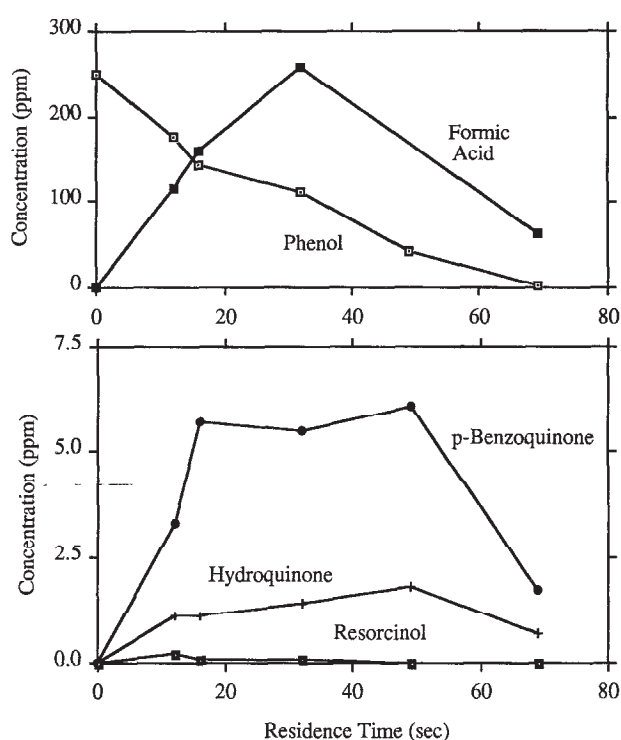 300
200
100
0
Concentration (ppm)
Formic
Acid
Phenol
0
20
40
60
80
7.5
5.0
2.5
0.0
Concentration (ppm)
p-Benzoquinone
Hydroquinone
Resorcinol
0
20
40
60
80
Residence Time (sec)